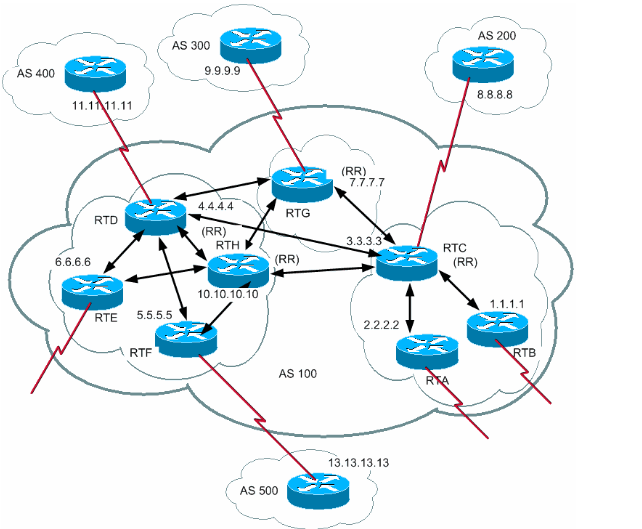 AS 300
9.9.9.9
AS 200
8.8.8.8
AS 400
11.11.11.11
(RR)
7.7.7.7
RTG
4.4.4.4
RTD
(RR)
RTH
(RR)
3.3.3.3
RTC
(RR)
6.6.6.6
RTE
10.10.10.10
5.5.5.5
RTF
1.1.1.1
2.2.2.2
RTB
RTA
AS 100
13.13.13.13
AS 500